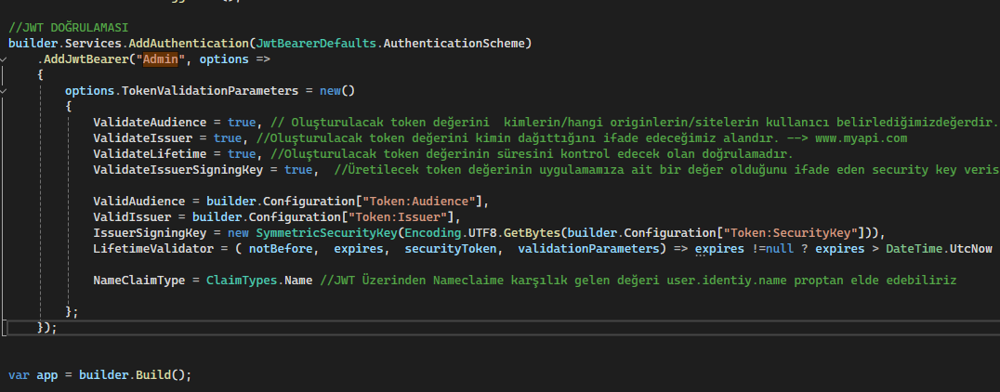 //JWT DOĞRULAMASI
builder.Services.AddAuthentication(JwtBearerDefaults.AuthenticationScheme)
.AddJwtBearer("Admin", options =>
{
options.TokenValidationParameters = new()
{
ValidateAudience = true, // Oluşturulacak token değerini  kimlerin/hangi originlerin/sitelerin kullanıcı belirlediğimizdeğerdir.
ValidateIssuer = true, //Oluşturulacak token değerini kimin dağıttığını ifade edeceğimiz alandır. --> www.myapi.com
ValidateLifetime = true, //Oluşturulacak token değerinin süresini kontrol edecek olan doğrulamadır.
ValidateIssuerSigningKey = true,  //Üretilecek token değerinin uygulamamıza ait bir değer olduğunu ifade eden security key veris
ValidAudience = builder.Configuration["Token:Audience"],
ValidIssuer = builder.Configuration["Token:Issuer"],
IssuerSigningKey = new SymmetricSecurityKey(Encoding.UTF8.GetBytes(builder.Configuration["Token:SecurityKey"])),
LifetimeValidator = ( notBefore,  expires,  securityToken,  validationParameters) => expires !=null ? expires > DateTime.UtcNow
NameClaimType = ClaimTypes.Name //JWT Üzerinden Nameclaime karşılık gelen değeri user.identiy.name proptan elde edebiliriz
};
});
var app = builder.Build();